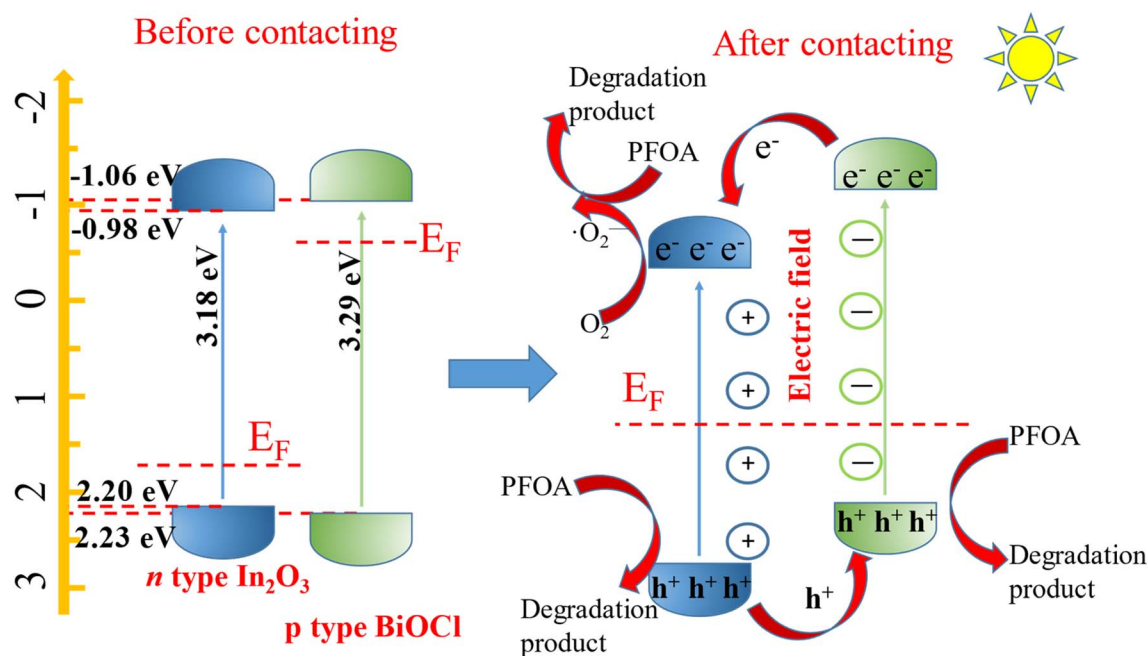 Before contacting
-2
-1
0
1
2
3
-1.06 eV
-0.98 eV
E_F
3.18 eV
3.29 eV
E_F
2.20 eV
2.23 eV
n type In₂O₃
p type BiOCl
After contacting
Degradation
product
PFOA
e⁻
e⁻ e⁻ e⁻
·O₂⁻
e⁻ e⁻ e⁻
O₂
+
+
+
+
Electric field
—
—
—
—
E_F
PFOA
PFOA
h⁺ h⁺ h⁺
h⁺ h⁺ h⁺
h⁺
Degradation
product
Degradation
product